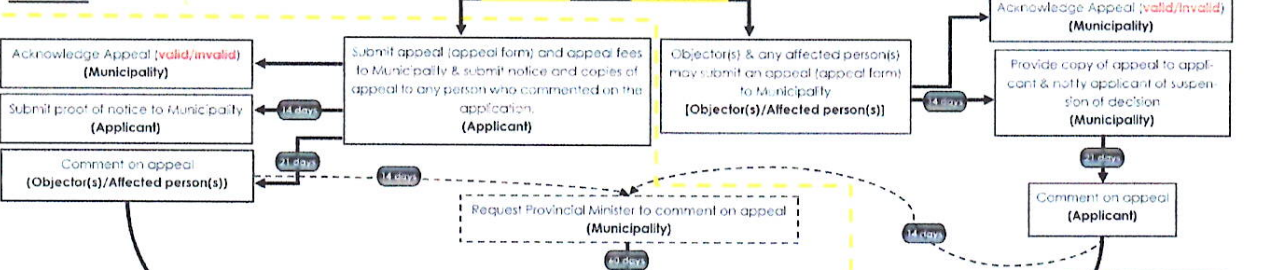 Acknowledge Appeal (valid/invalid)
(Municipality)
Submit proof of notice to Municipality
(Applicant)
Comment on appeal
(Objector(s)/Affected person(s))
Submit appeal (appeal form) and appeal fees
to Municipality & submit notice and copies of
appeal to any person who commented on the
application.
(Applicant)
14 days
21 days
14 days
Objector(s) & any affected person(s)
may submit an appeal (appeal form)
to Municipality
[Objector(s)/Affected person(s)]
14 days
Acknowledge Appeal (valid/invalid)
(Municipality)
Provide copy of appeal to appli-
cant & notify applicant of suspen-
sion of decision
(Municipality)
21 days
Comment on appeal
(Applicant)
14 days
Request Provincial Minister to comment on appeal
(Municipality)
60 days